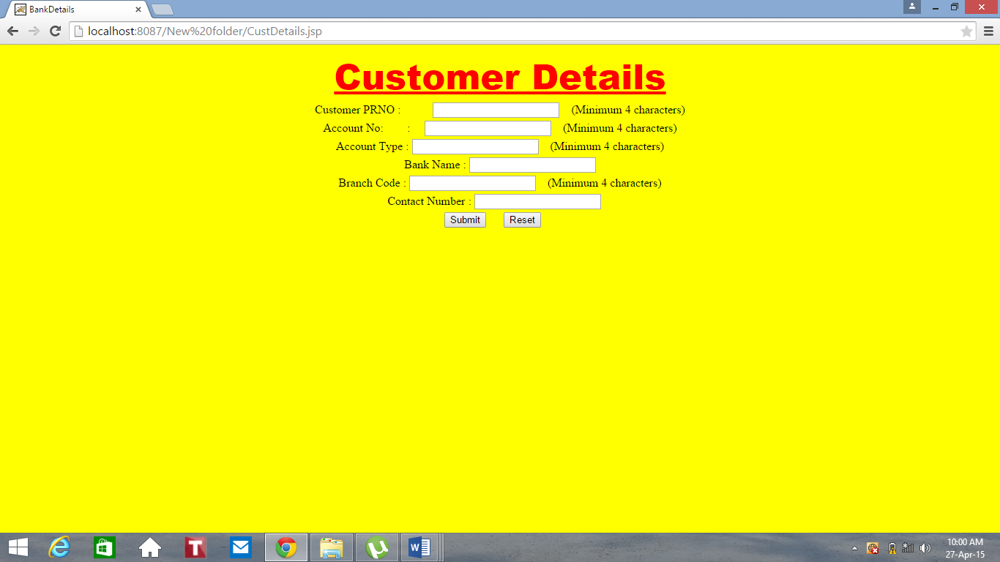 BankDetails
localhost:8087/New%20folder/CustDetails.jsp
Customer Details
Customer PRNO : (Minimum 4 characters)
Account No: : (Minimum 4 characters)
Account Type : (Minimum 4 characters)
Bank Name :
Branch Code : (Minimum 4 characters)
Contact Number :
Submit Reset
10:00 AM
27-Apr-15